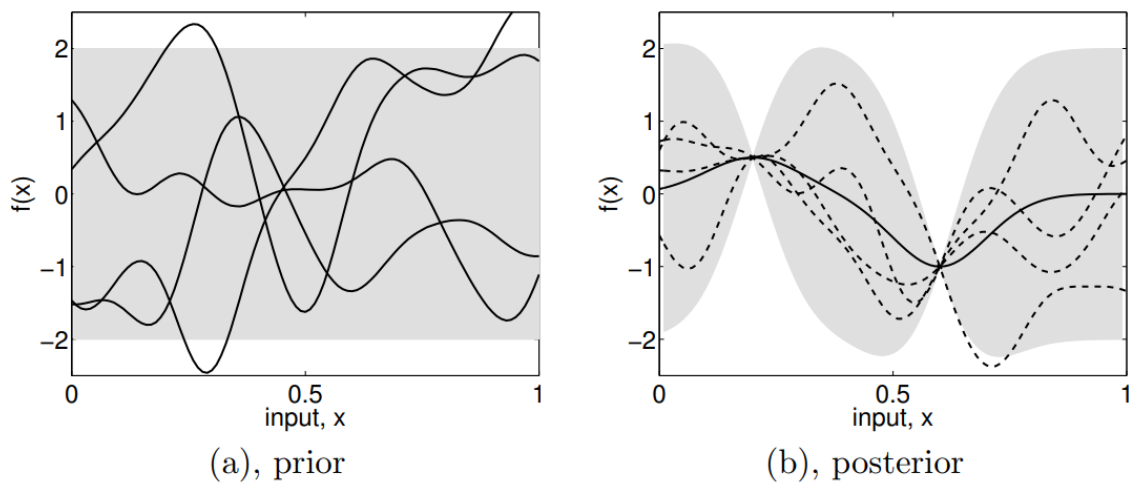 2
1
0
−1
−2
f(x)
0
0.5
1
input, x
(a), prior
2
1
0
−1
−2
f(x)
0
0.5
1
input, x
(b), posterior